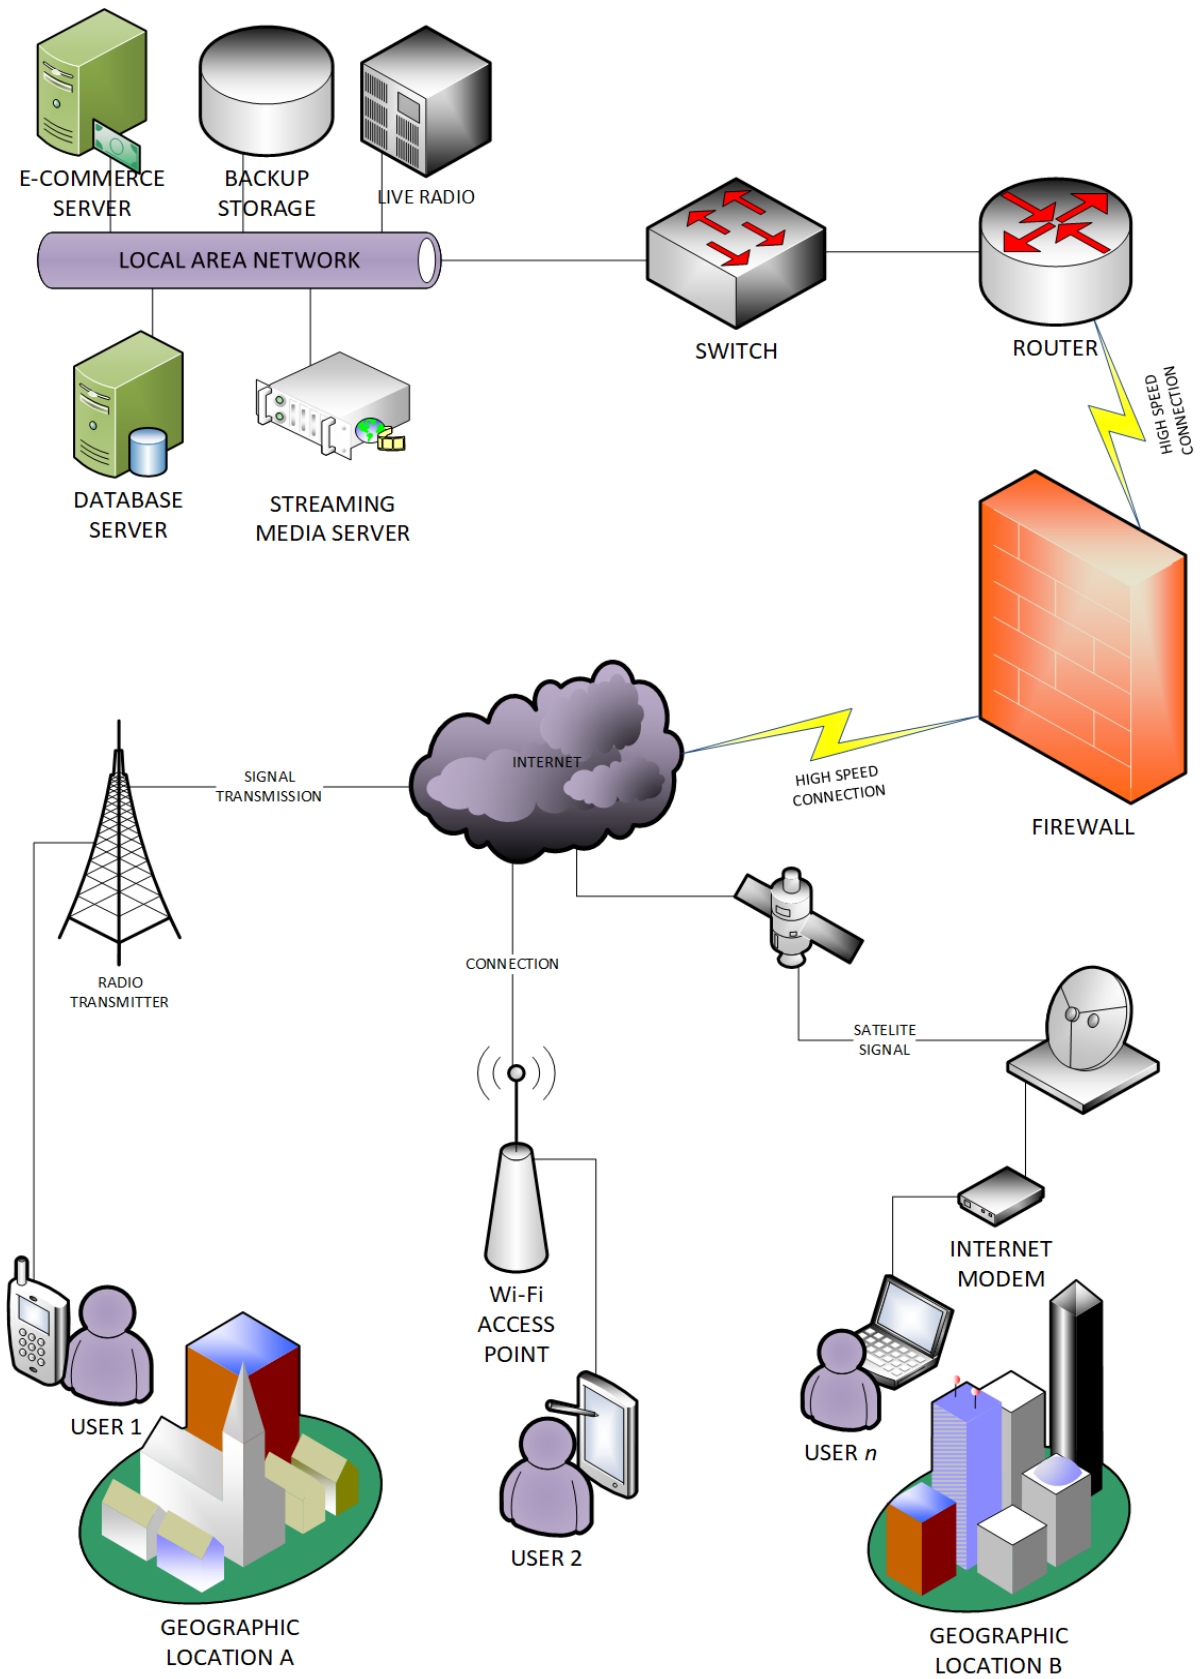 E-COMMERCE
SERVER
BACKUP
STORAGE
LIVE RADIO
LOCAL AREA NETWORK
SWITCH
ROUTER
HIGH SPEED
CONNECTION
DATABASE
SERVER
STREAMING
MEDIA SERVER
INTERNET
SIGNAL
TRANSMISSION
HIGH SPEED
CONNECTION
FIREWALL
RADIO
TRANSMITTER
CONNECTION
SATELITE
SIGNAL
Wi-Fi
ACCESS
POINT
INTERNET
MODEM
USER 1
USER 2
USER n
GEOGRAPHIC
LOCATION A
GEOGRAPHIC
LOCATION B